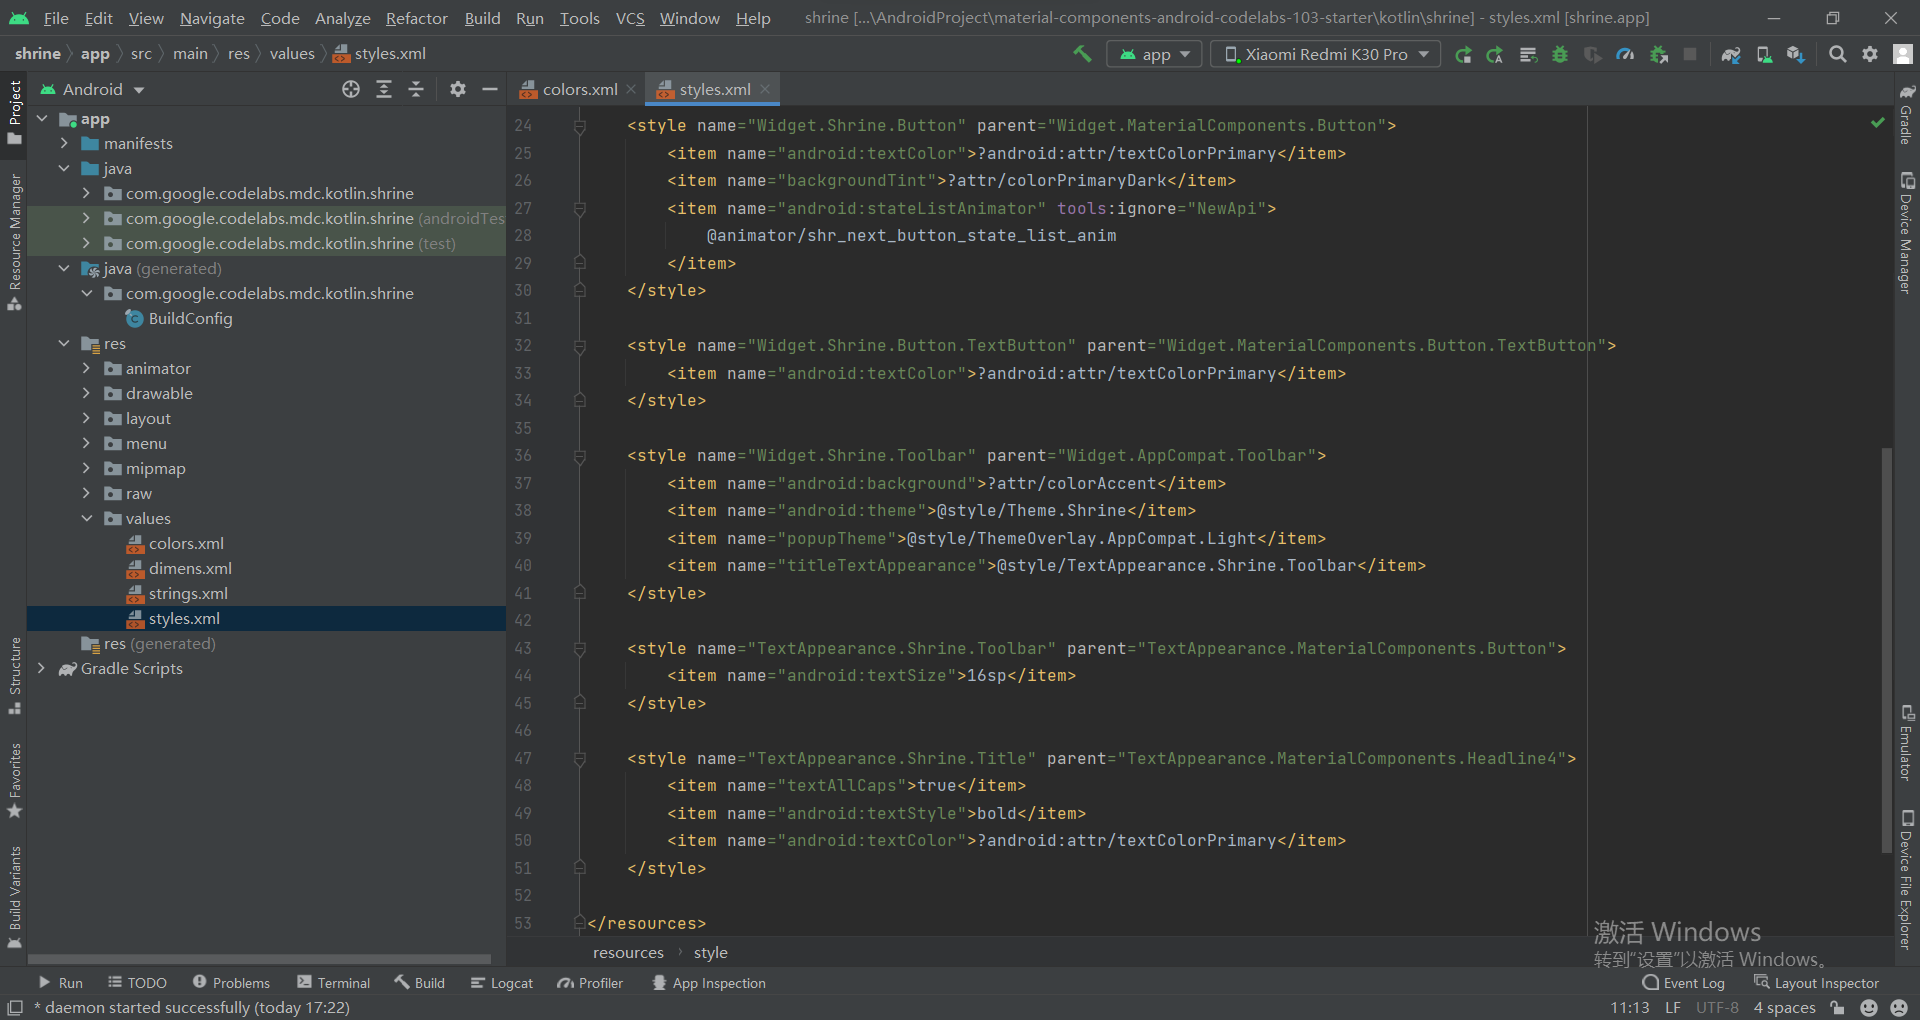 File Edit View Navigate Code Analyze Refactor Build Run Tools VCS Window Help shrine [...\AndroidProject\material-components-android-codelabs-103-starter\kotlin\shrine] - styles.xml [shrine.app]
shrine app src main res values styles.xml app Xiaomi Redmi K30 Pro
Android
colors.xml styles.xml
Project
Resource Manager
Structure
Favorites
Build Variants
app
manifests
java
com.google.codelabs.mdc.kotlin.shrine
com.google.codelabs.mdc.kotlin.shrine (androidTes
com.google.codelabs.mdc.kotlin.shrine (test)
java (generated)
com.google.codelabs.mdc.kotlin.shrine
BuildConfig
res
animator
drawable
layout
menu
mipmap
raw
values
colors.xml
dimens.xml
strings.xml
styles.xml
res (generated)
Gradle Scripts
24 <style name="Widget.Shrine.Button" parent="Widget.MaterialComponents.Button">
25 <item name="android:textColor">?android:attr/textColorPrimary</item>
26 <item name="backgroundTint">?attr/colorPrimaryDark</item>
27 <item name="android:stateListAnimator" tools:ignore="NewApi">
28 @animator/shr_next_button_state_list_anim
29 </item>
30 </style>
31
32 <style name="Widget.Shrine.Button.TextButton" parent="Widget.MaterialComponents.Button.TextButton">
33 <item name="android:textColor">?android:attr/textColorPrimary</item>
34 </style>
35
36 <style name="Widget.Shrine.Toolbar" parent="Widget.AppCompat.Toolbar">
37 <item name="android:background">?attr/colorAccent</item>
38 <item name="android:theme">@style/Theme.Shrine</item>
39 <item name="popupTheme">@style/ThemeOverlay.AppCompat.Light</item>
40 <item name="titleTextAppearance">@style/TextAppearance.Shrine.Toolbar</item>
41 </style>
42
43 <style name="TextAppearance.Shrine.Toolbar" parent="TextAppearance.MaterialComponents.Button">
44 <item name="android:textSize">16sp</item>
45 </style>
46
47 <style name="TextAppearance.Shrine.Title" parent="TextAppearance.MaterialComponents.Headline4">
48 <item name="textAllCaps">true</item>
49 <item name="android:textStyle">bold</item>
50 <item name="android:textColor">?android:attr/textColorPrimary</item>
51 </style>
52
53 </resources>
resources style
Gradle
Device Manager
Emulator
Device File Explorer
激活 Windows
转到"设置"以激活 Windows。
Run TODO Problems Terminal Build Logcat Profiler App Inspection Event Log Layout Inspector
* daemon started successfully (today 17:22) 11:13 LF UTF-8 4 spaces